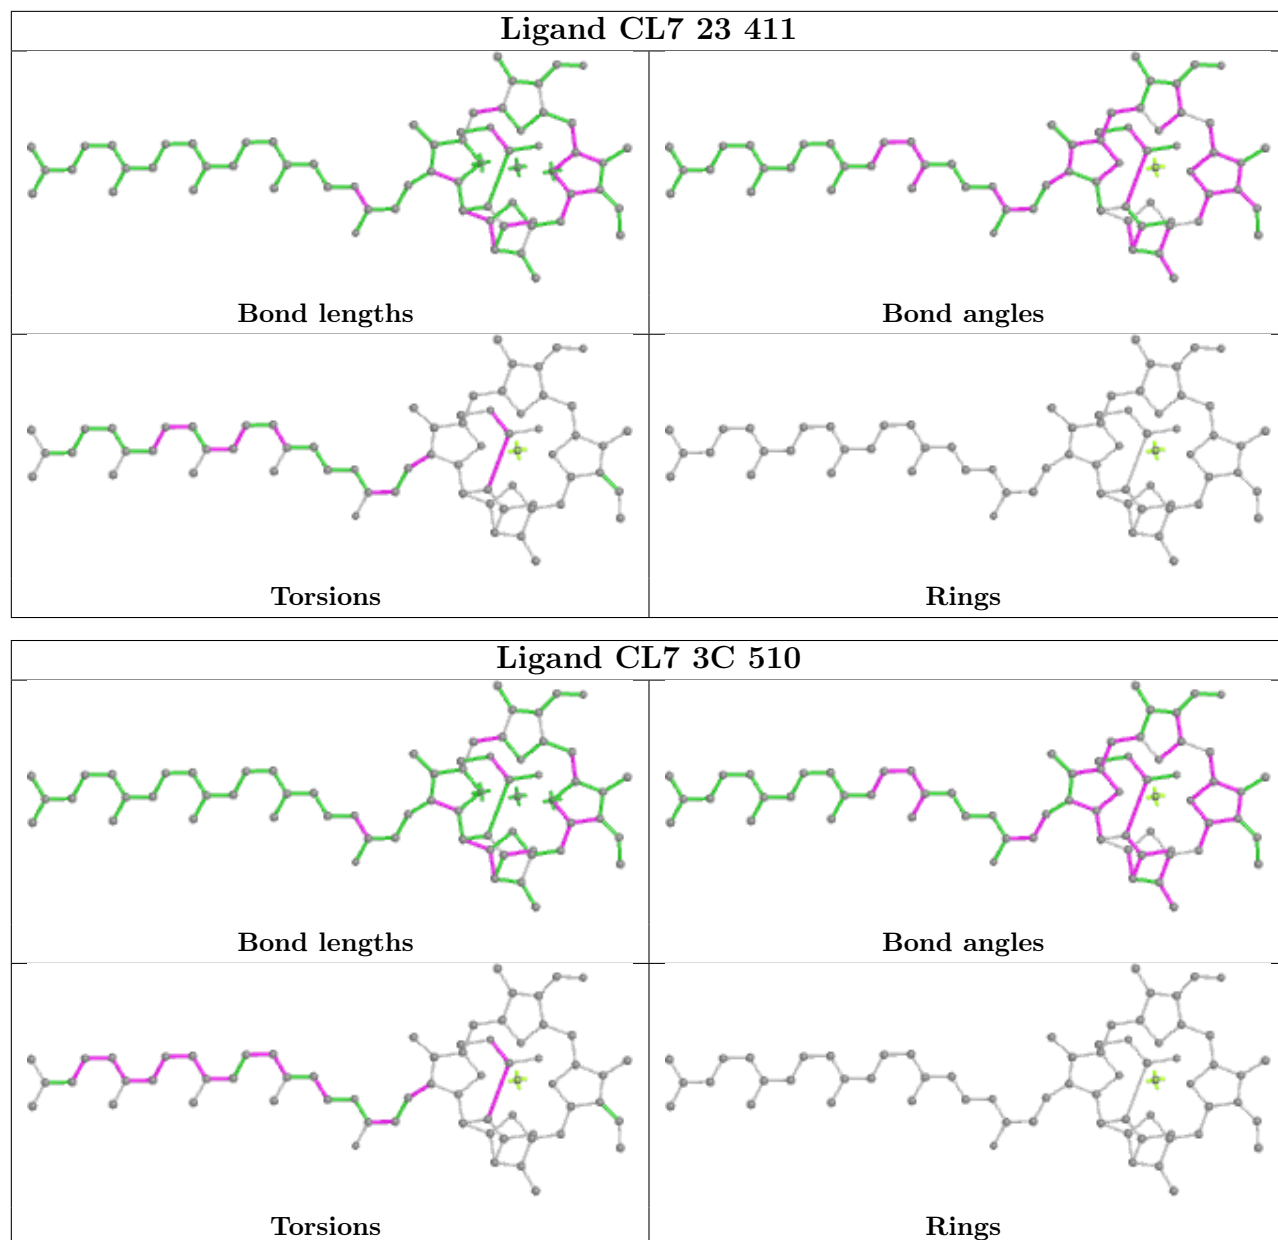 Ligand CL7 23 411
Bond lengths
Bond angles
Torsions
Rings
Ligand CL7 3C 510
Bond lengths
Bond angles
Torsions
Rings